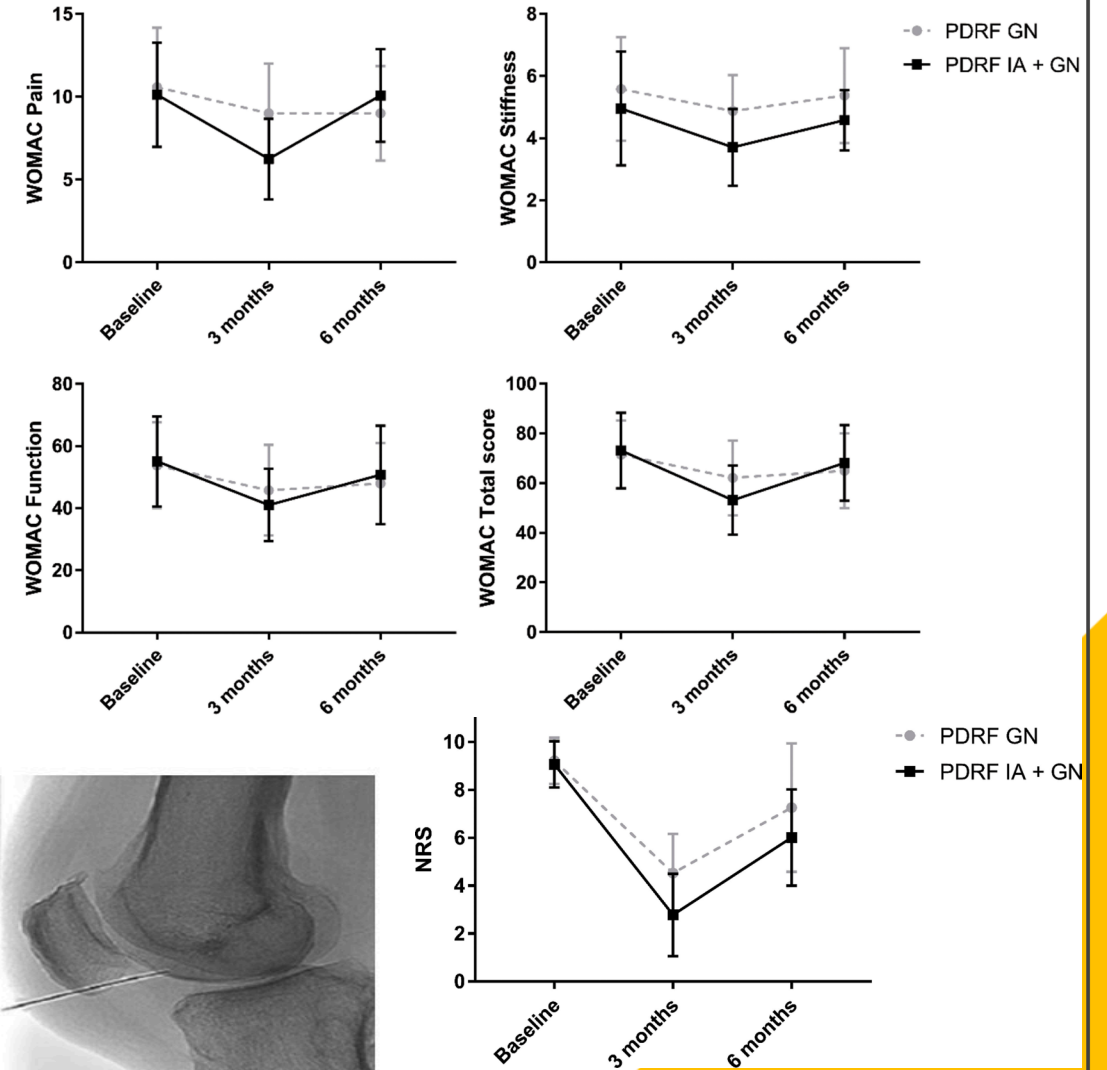 WOMAC Pain
15
10
5
0
Baseline
3 months
6 months
WOMAC Stiffness
8
6
4
2
0
Baseline
3 months
6 months
PDRF GN
PDRF IA + GN
WOMAC Function
80
60
40
20
0
Baseline
3 months
6 months
WOMAC Total score
100
80
60
40
20
0
Baseline
3 months
6 months
NRS
10
8
6
4
2
0
Baseline
3 months
6 months
PDRF GN
PDRF IA + GN